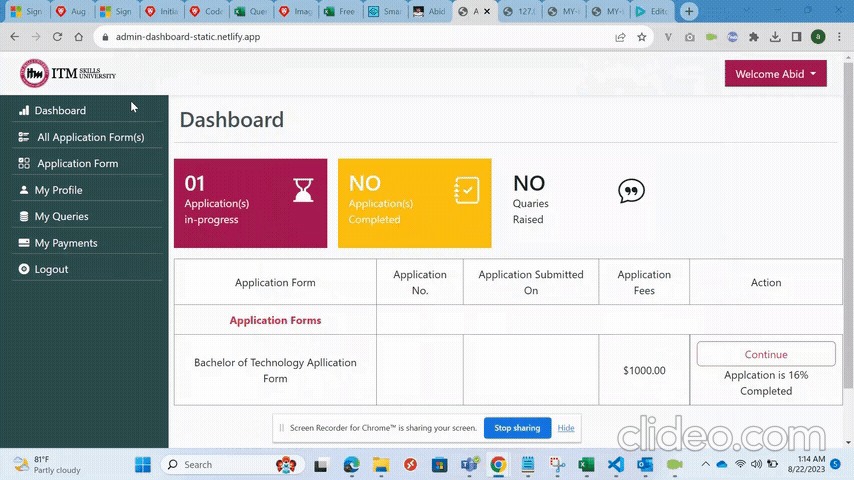 Sign
Aug
Sign
Initia
Code
Que
Imag
Free
Sma
Abid
A
127.
MY-
MY-
Edit
admin-dashboard-static.netlify.app
a
itm ITM SKILLS
UNIVERSITY
Welcome Abid
Dashboard
All Application Form(s)
Application Form
My Profile
My Queries
My Payments
Logout
Dashboard
01
Application(s)
in-progress
NO
Application(s)
Completed
NO
Quaries
Raised
Application Form
Application
No.
Application Submitted
On
Application
Fees
Action
Application Forms
Bachelor of Technology Apllication
Form
$1000.00
Continue
Applcation is 16%
Completed
Screen Recorder for Chrome™ is sharing your screen.
Stop sharing
Hide
clideo.com
81°F
Partly cloudy
Search
1:14 AM
8/22/2023
5